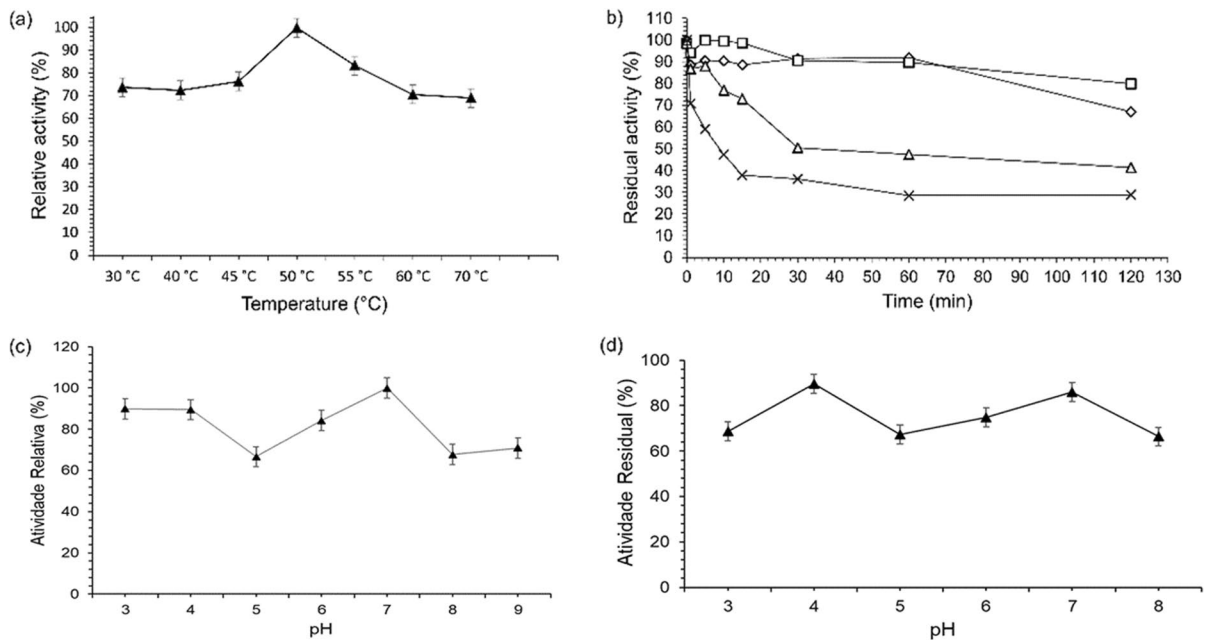 (a)
Relative activity (%)
100
90
80
70
60
50
40
30
20
10
0
30 °C 40 °C 45 °C 50 °C 55 °C 60 °C 70 °C
Temperature (°C)
(b)
Residual activity (%)
110
100
90
80
70
60
50
40
30
20
10
0
0 10 20 30 40 50 60 70 80 90 100 110 120 130
Time (min)
(c)
Atividade Relativa (%)
120
100
80
60
40
20
0
3 4 5 6 7 8 9
pH
(d)
Atividade Residual (%)
100
80
60
40
20
0
3 4 5 6 7 8
pH